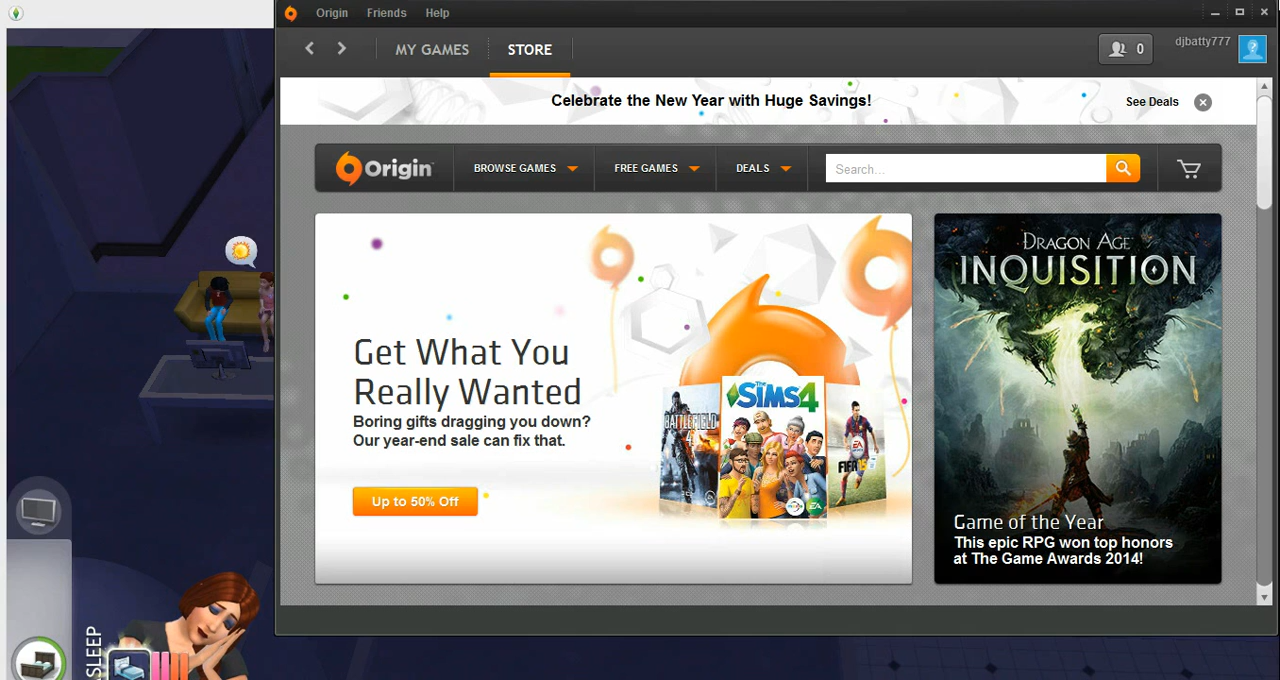 Origin Friends Help
MY GAMES STORE
0
djbatty777
Celebrate the New Year with Huge Savings!
See Deals
Origin
BROWSE GAMES FREE GAMES DEALS
Search...
Get What You
Really Wanted
Boring gifts dragging you down?
Our year-end sale can fix that.
Up to 50% Off
BATTLEFIELD
4
The
SIMS4
EA
FIFA 15
EA
DRAGON AGE
INQUISITION
Game of the Year
This epic RPG won top honors
at The Game Awards 2014!
SLEEP